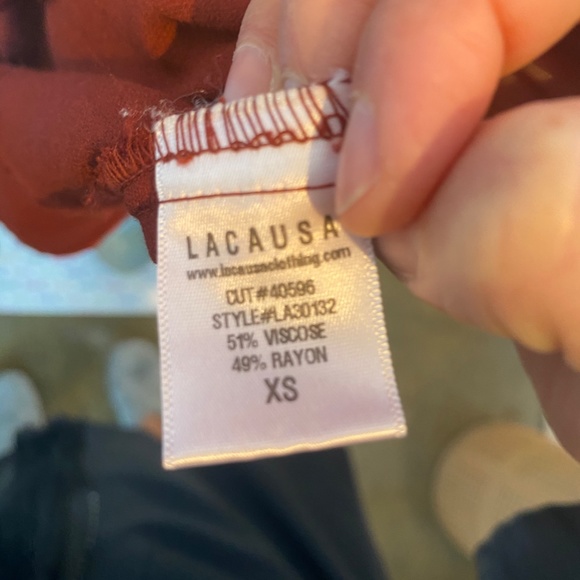 LACAUSA
www.lacausaclothing.com
CUT#40596
STYLE#LA30132
51% VISCOSE
49% RAYON
XS